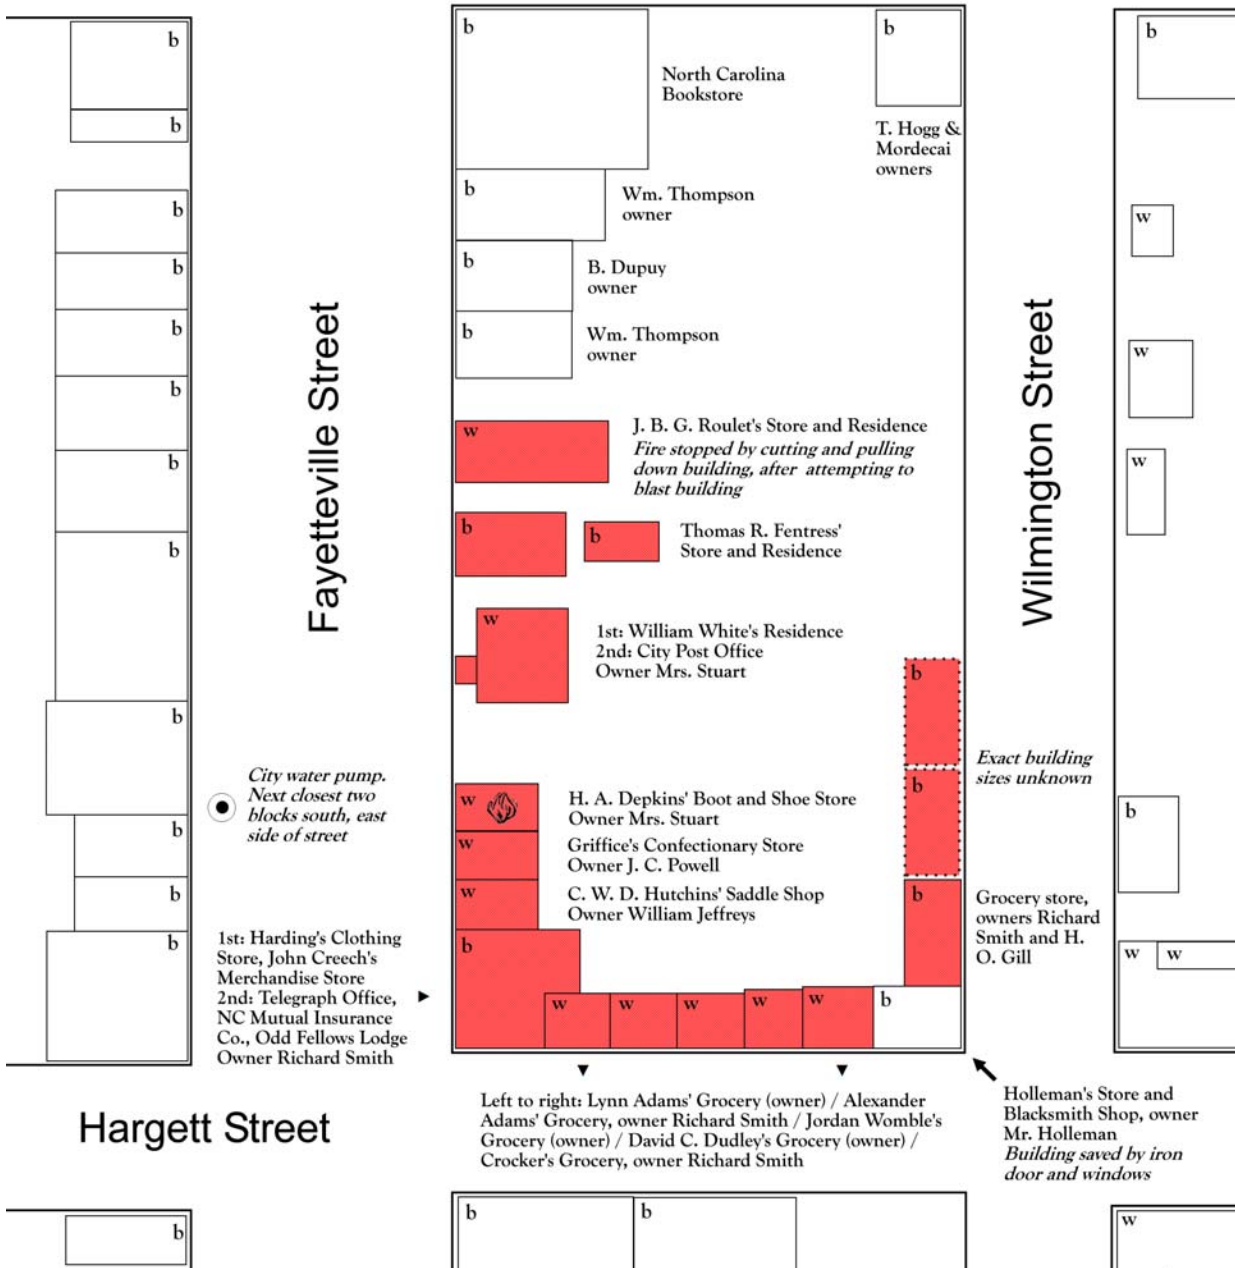 b
b
b
b
b
b
b
b
b
b
b
b
Fayetteville Street
City water pump.
Next closest two
blocks south, east
side of street
1st: Harding's Clothing
Store, John Creech's
Merchandise Store
2nd: Telegraph Office,
NC Mutual Insurance
Co., Odd Fellows Lodge
Owner Richard Smith
b
North Carolina
Bookstore
b
T. Hogg &
Mordecai
owners
b
Wm. Thompson
owner
b
B. Dupuy
owner
b
Wm. Thompson
owner
w
J. B. G. Roulet's Store and Residence
Fire stopped by cutting and pulling
down building, after attempting to
blast building
b
b
Thomas R. Fentress'
Store and Residence
w
1st: William White's Residence
2nd: City Post Office
Owner Mrs. Stuart
w
H. A. Depkins' Boot and Shoe Store
Owner Mrs. Stuart
w
Griffice's Confectionary Store
Owner J. C. Powell
w
C. W. D. Hutchins' Saddle Shop
Owner William Jeffreys
b
w
w
w
w
w
b
b
b
b
Wilmington Street
Exact building
sizes unknown
Grocery store,
owners Richard
Smith and H.
O. Gill
b
w
w
w
b
w
w
Hargett Street
Left to right: Lynn Adams' Grocery (owner) / Alexander
Adams' Grocery, owner Richard Smith / Jordan Womble's
Grocery (owner) / David C. Dudley's Grocery (owner) /
Crocker's Grocery, owner Richard Smith
Holleman's Store and
Blacksmith Shop, owner
Mr. Holleman
Building saved by iron
door and windows
b
b
b
w